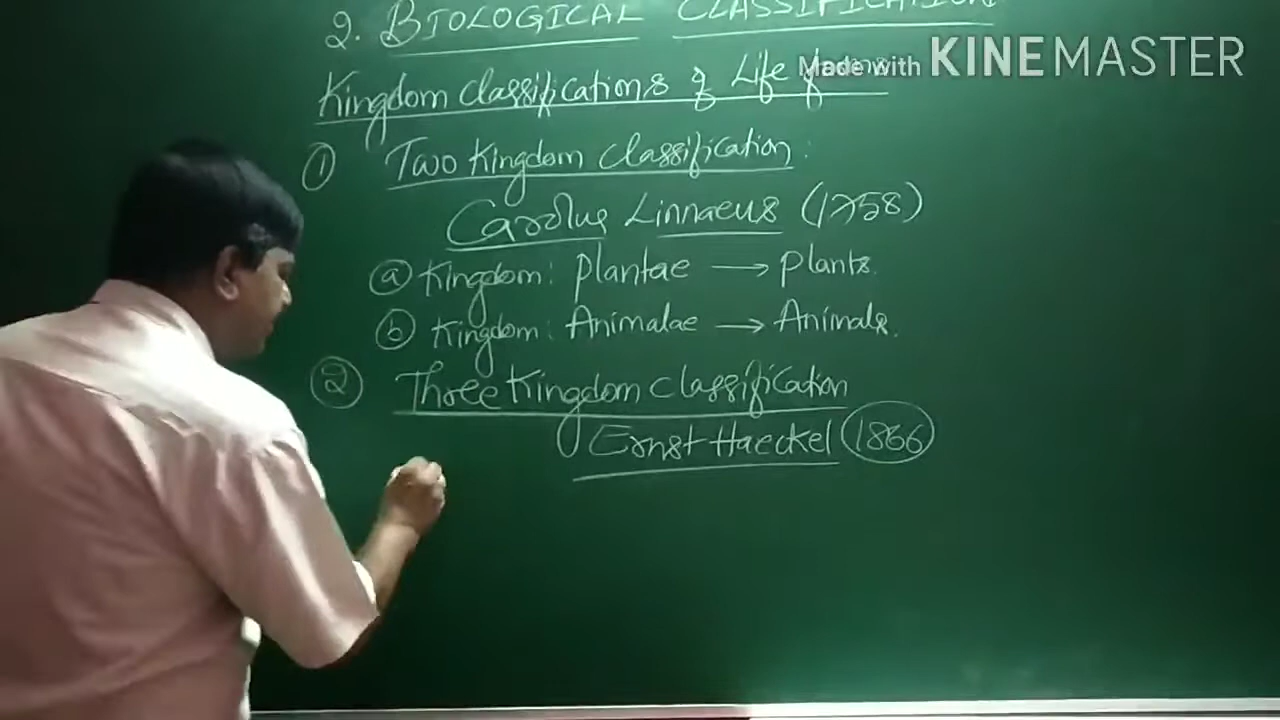 2. BIOLOGICAL CLASSIFICATION
Kingdom classifications of Life forms
Made with KINEMASTER
① Two Kingdom classification:
Carolus Linnaeus (1758)
ⓐ Kingdom: Plantae → Plants.
ⓑ Kingdom: Animalae → Animals.
② Three Kingdom classification
Ernst Haeckel (1866)